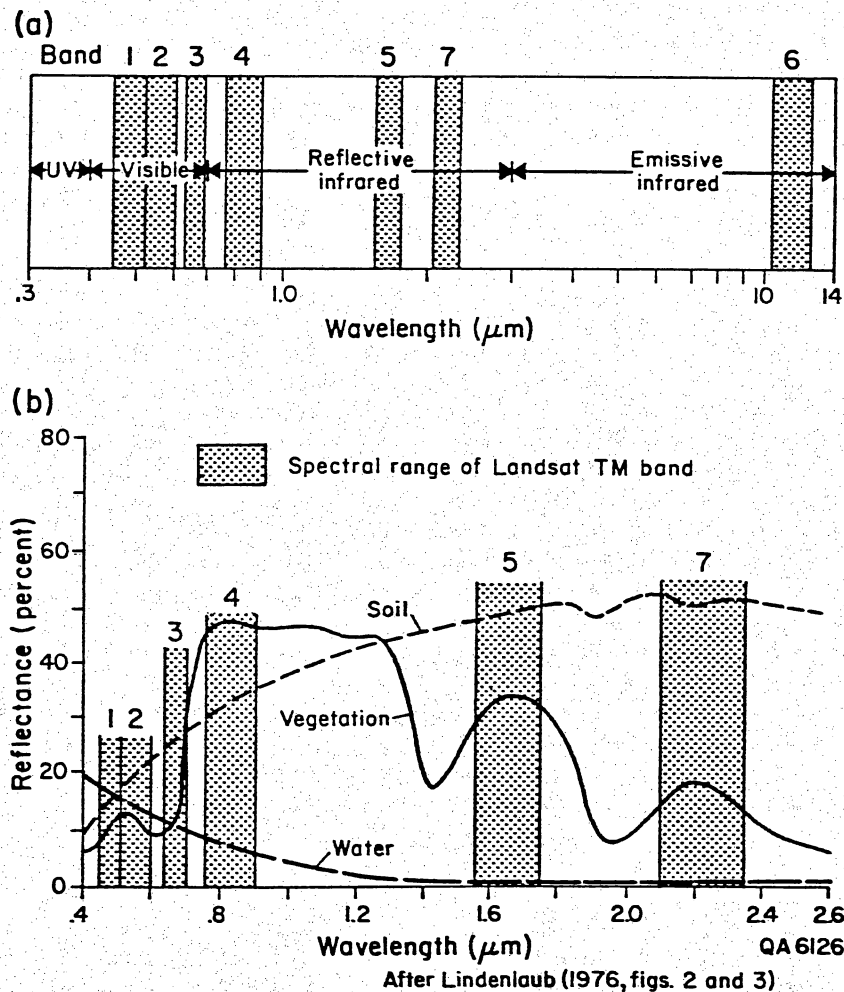 (a)
Band 1 2 3 4 5 7 6
UV Visible Reflective infrared Emissive infrared
.3 1.0 2 10 14
Wavelength (μm)
(b)
80
Spectral range of Landsat TM band
60
5 7
4
Soil
3
40
Vegetation
1 2
20
Water
0
Reflectance (percent)
.4 .8 1.2 1.6 2.0 2.4 2.6
Wavelength (μm)
QA6126
After Lindenlaub (1976, figs. 2 and 3)